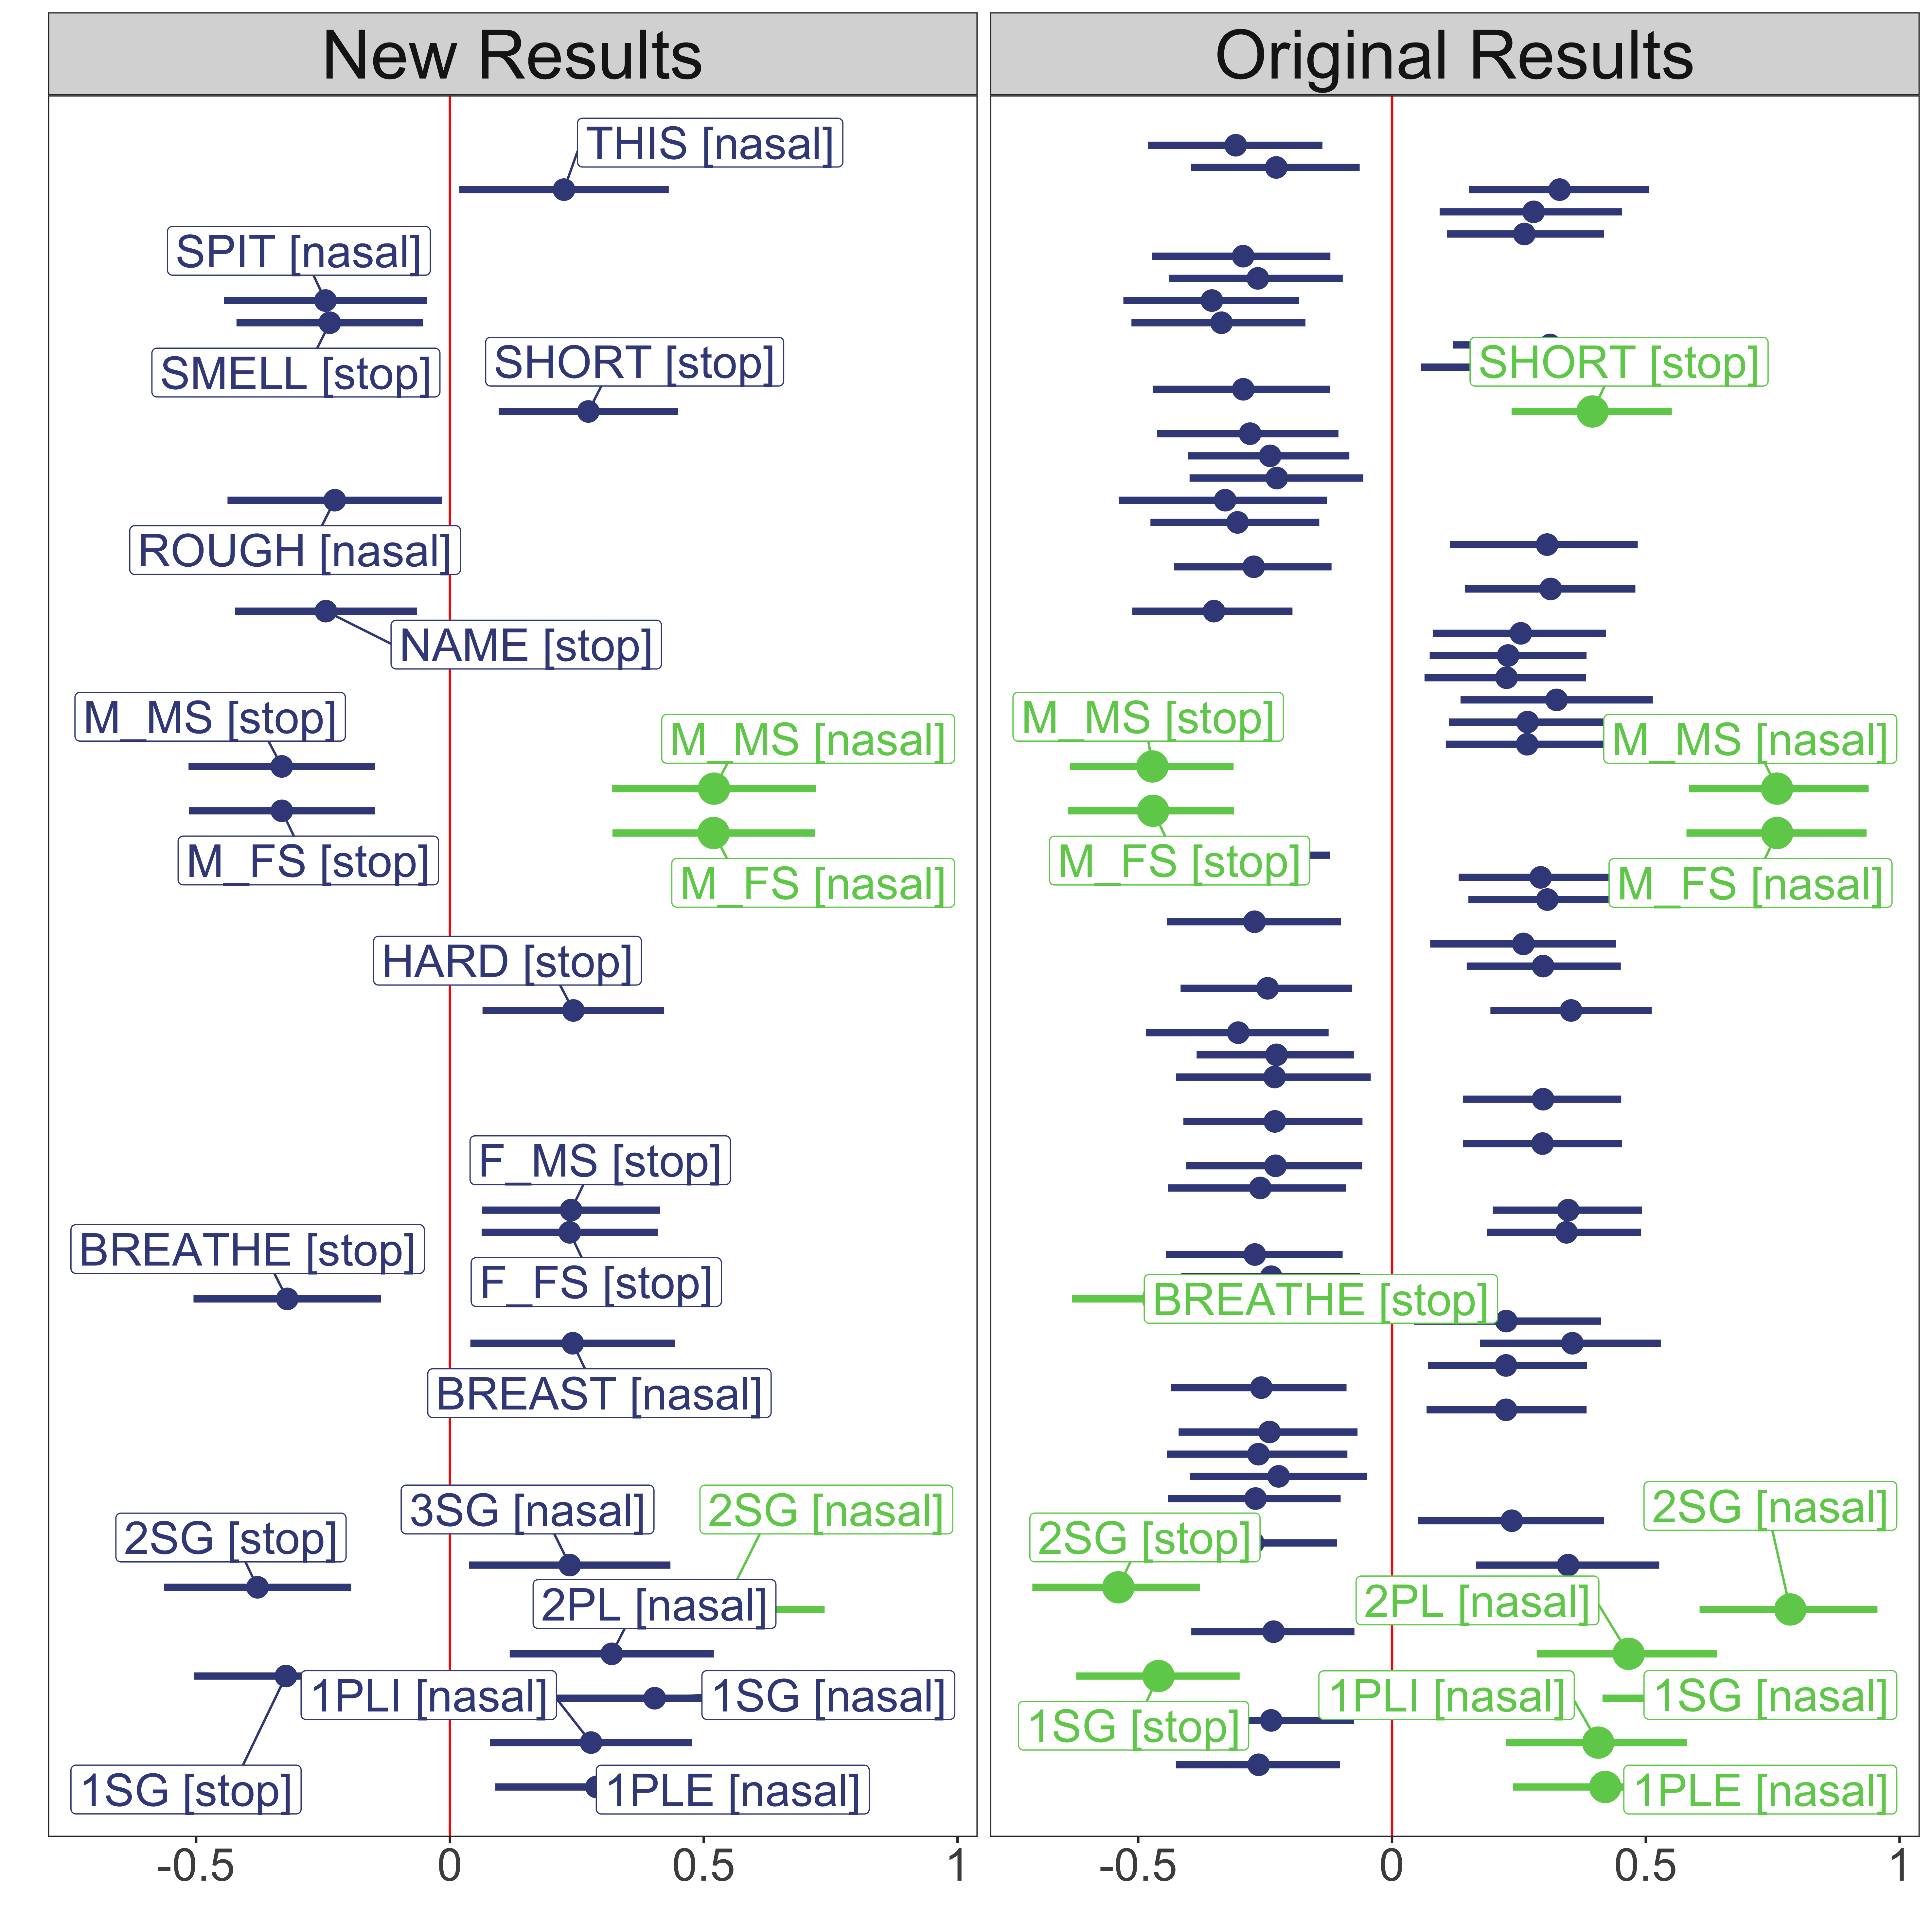 New Results
THIS [nasal]
SPIT [nasal]
SMELL [stop]
SHORT [stop]
ROUGH [nasal]
NAME [stop]
M_MS [stop]
M_MS [nasal]
M_FS [stop]
M_FS [nasal]
HARD [stop]
F_MS [stop]
BREATHE [stop]
F_FS [stop]
BREAST [nasal]
3SG [nasal]
2SG [nasal]
2SG [stop]
2PL [nasal]
1PLI [nasal]
1SG [nasal]
1SG [stop]
1PLE [nasal]
-0.5
0
0.5
1
Original Results
SHORT [stop]
M_MS [stop]
M_MS [nasal]
M_FS [stop]
M_FS [nasal]
BREATHE [stop]
2SG [nasal]
2SG [stop]
2PL [nasal]
1PLI [nasal]
1SG [nasal]
1SG [stop]
1PLE [nasal]
-0.5
0
0.5
1